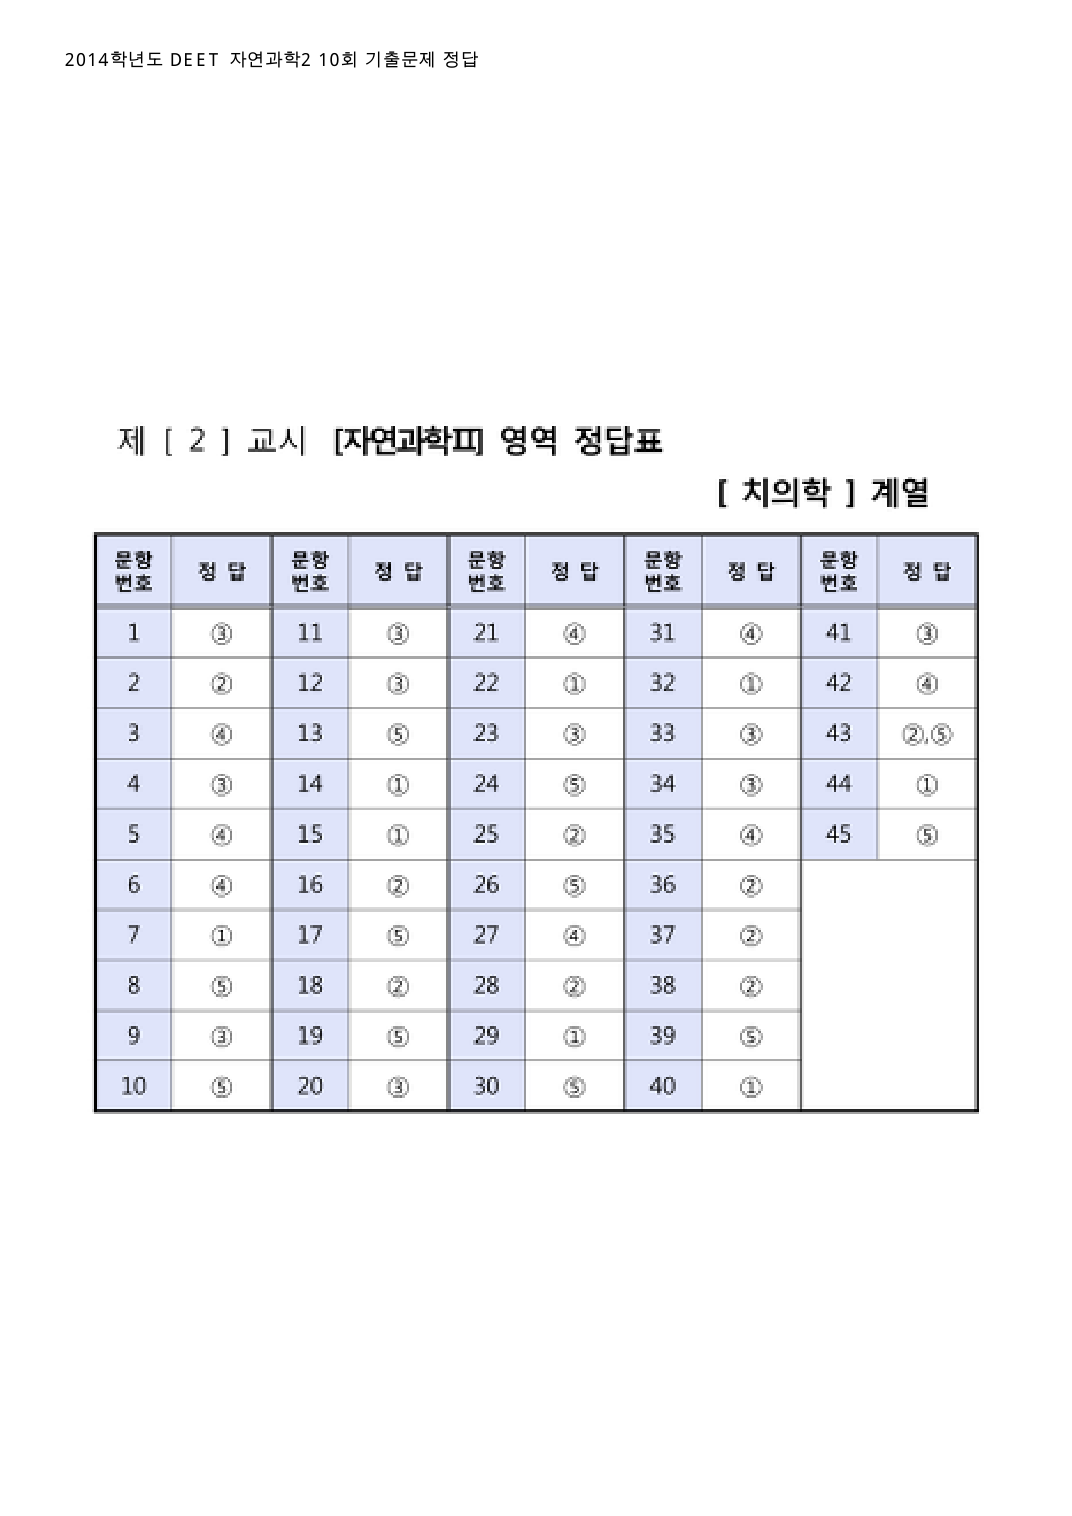 2014학년도 DEET 자연과학2 10회 기출문제 정답
제 [ 2 ] 교시 [자연과학Ⅱ] 영역 정답표
[ 치의학 ] 계열
문항 번호 정 답 문항 번호 정 답 문항 번호 정 답 문항 번호 정 답 문항 번호 정 답
1 ③ 11 ③ 21 ④ 31 ④ 41 ③
2 ② 12 ③ 22 ① 32 ① 42 ④
3 ④ 13 ⑤ 23 ③ 33 ③ 43 ②,⑤
4 ③ 14 ① 24 ⑤ 34 ③ 44 ①
5 ④ 15 ① 25 ② 35 ④ 45 ⑤
6 ④ 16 ② 26 ⑤ 36 ②
7 ① 17 ⑤ 27 ④ 37 ②
8 ⑤ 18 ② 28 ② 38 ②
9 ③ 19 ⑤ 29 ① 39 ⑤
10 ⑤ 20 ③ 30 ⑤ 40 ①